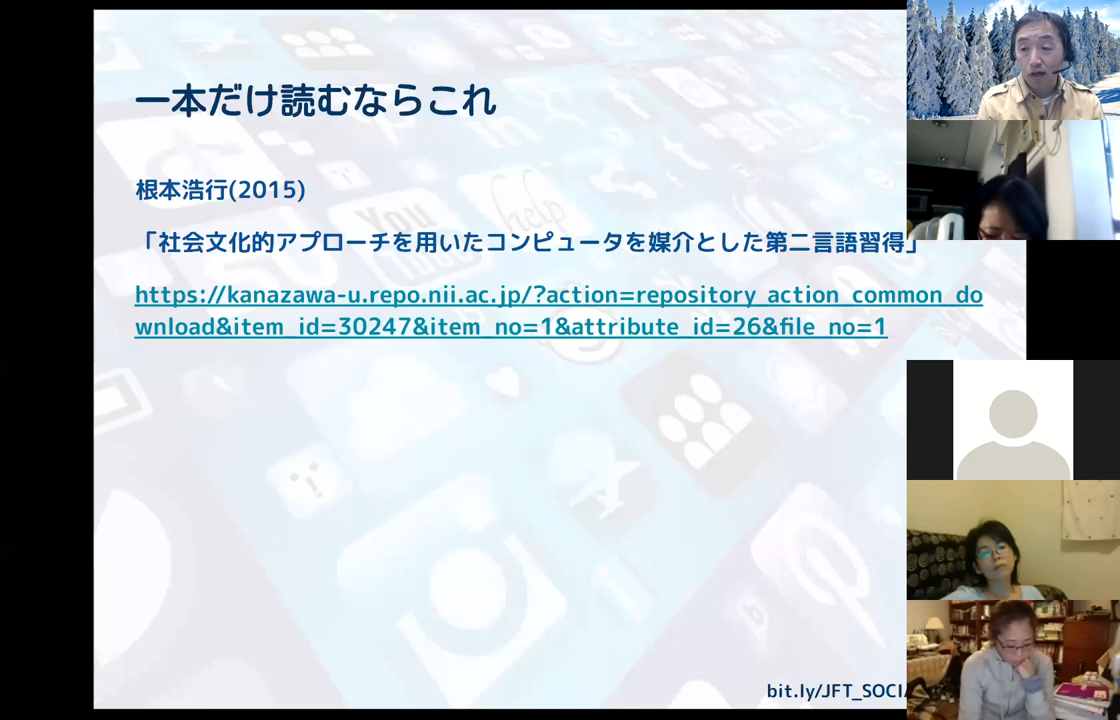 一本だけ読むならこれ
根本浩行(2015)
「社会文化的アプローチを用いたコンピュータを媒介とした第二言語習得」
https://kanazawa-u.repo.nii.ac.jp/?action=repository_action_common_do
wnload&item_id=30247&item_no=1&attribute_id=26&file_no=1
You
help
bit.ly/JFT_SOCI